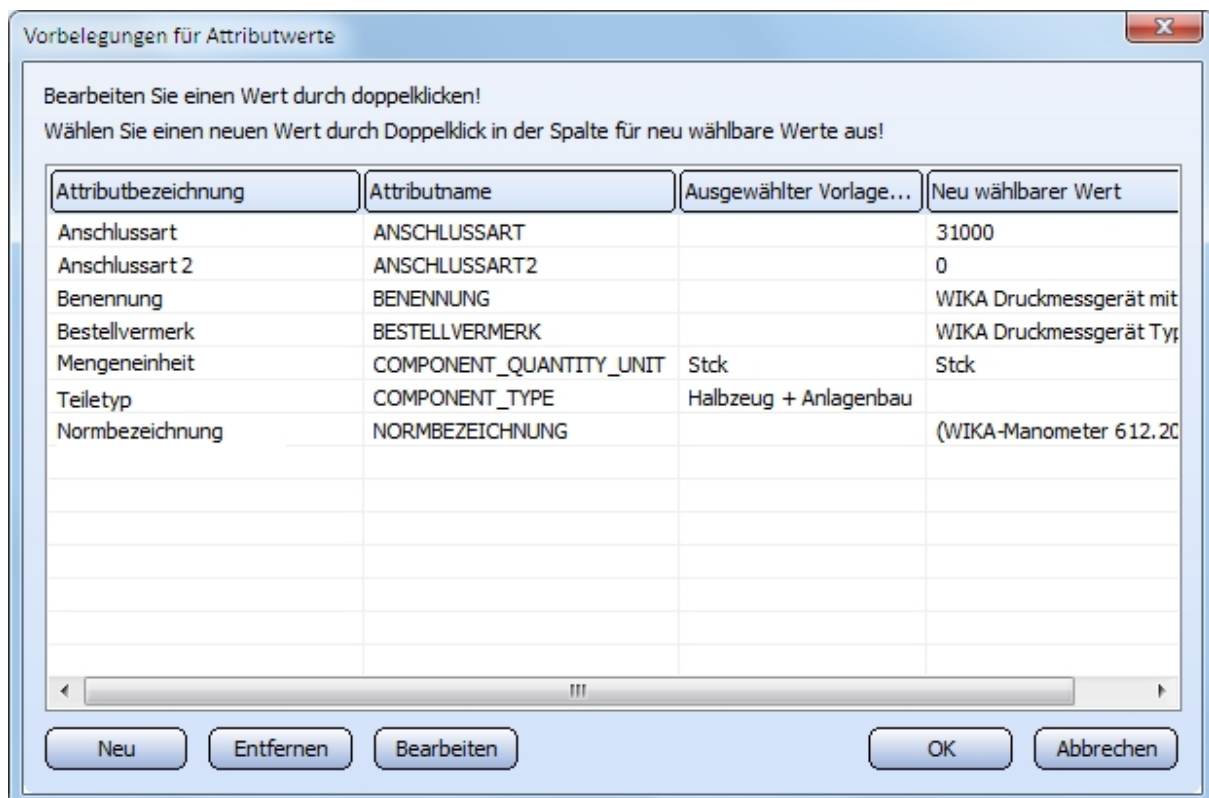 Vorbelegungen für Attributwerte
Bearbeiten Sie einen Wert durch doppelklicken!
Wählen Sie einen neuen Wert durch Doppelklick in der Spalte für neu wählbare Werte aus!
Attributbezeichnung Attributname Ausgewählter Vorlage... Neu wählbarer Wert
Anschlussart ANSCHLUSSART 31000
Anschlussart 2 ANSCHLUSSART2 0
Benennung BENENNUNG WIKA Druckmessgerät mit
Bestellvermerk BESTELLVERMERK WIKA Druckmessgerät Typ
Mengeneinheit COMPONENT_QUANTITY_UNIT Stck Stck
Teiletyp COMPONENT_TYPE Halbzeug + Anlagenbau
Normbezeichnung NORMBEZEICHNUNG (WIKA-Manometer 612.20
Neu Entfernen Bearbeiten OK Abbrechen